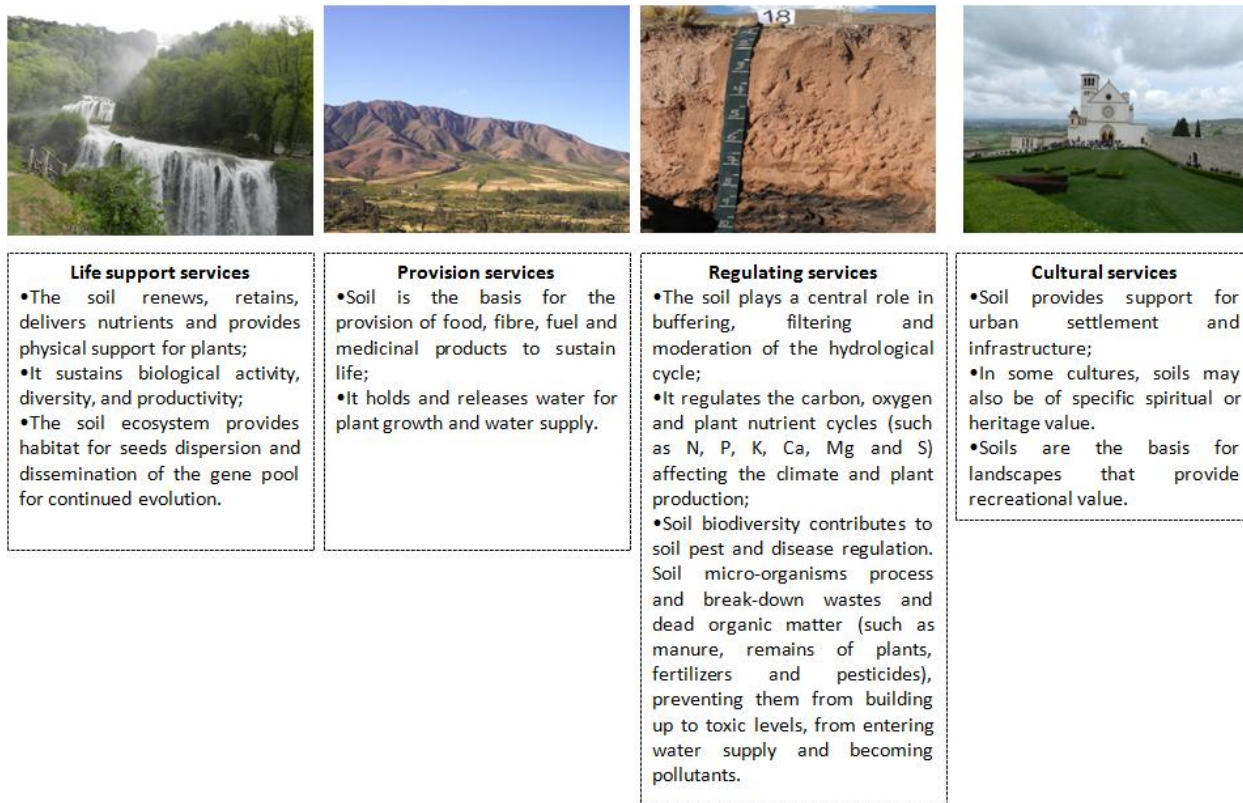 18
Life support services
•The soil renews, retains,
delivers nutrients and provides
physical support for plants;
•It sustains biological activity,
diversity, and productivity;
•The soil ecosystem provides
habitat for seeds dispersion and
dissemination of the gene pool
for continued evolution.
Provision services
•Soil is the basis for the
provision of food, fibre, fuel and
medicinal products to sustain
life;
•It holds and releases water for
plant growth and water supply.
Regulating services
•The soil plays a central role in
buffering, filtering and
moderation of the hydrological
cycle;
•It regulates the carbon, oxygen
and plant nutrient cycles (such
as N, P, K, Ca, Mg and S)
affecting the climate and plant
production;
•Soil biodiversity contributes to
soil pest and disease regulation.
Soil micro-organisms process
and break-down wastes and
dead organic matter (such as
manure, remains of plants,
fertilizers and pesticides),
preventing them from building
up to toxic levels, from entering
water supply and becoming
pollutants.
Cultural services
•Soil provides support for
urban settlement and
infrastructure;
•In some cultures, soils may
also be of specific spiritual or
heritage value.
•Soils are the basis for
landscapes that provide
recreational value.